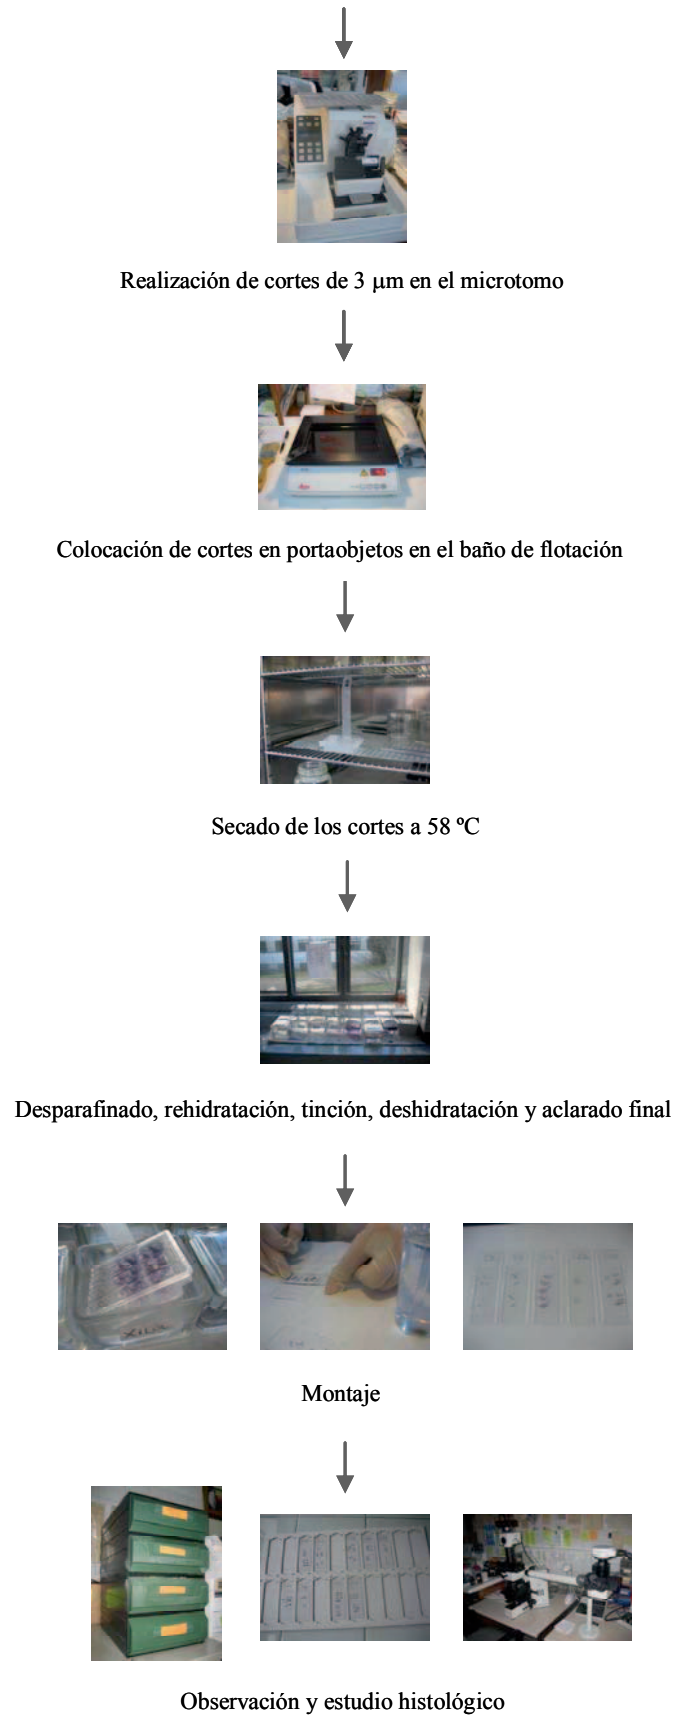 Realización de cortes de 3 μm en el microtomo
Colocación de cortes en portaobjetos en el baño de flotación
Secado de los cortes a 58 ºC
Desparafinado, rehidratación, tinción, deshidratación y aclarado final
XILX
Montaje
Observación y estudio histológico